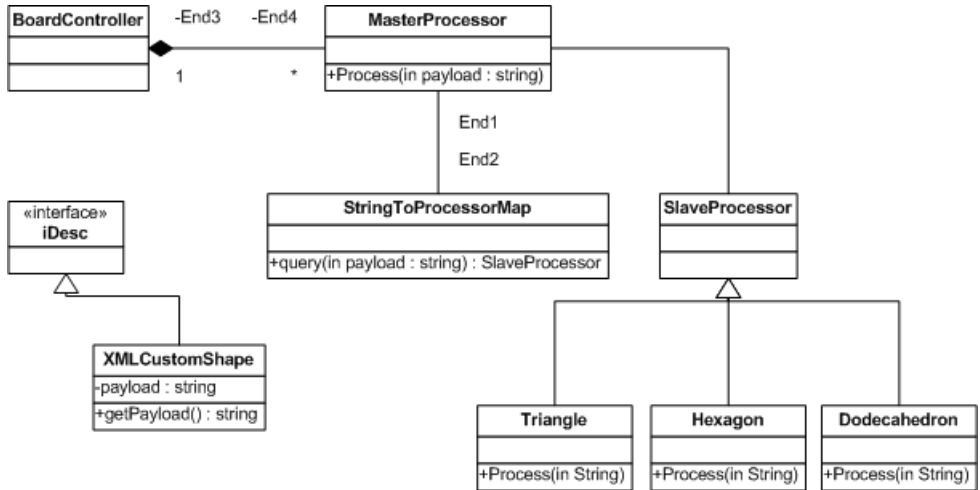 BoardController
-End3
-End4
1
*
MasterProcessor
+Process(in payload : string)
End1
End2
«interface»
iDesc
StringToProcessorMap
+query(in payload : string) : SlaveProcessor
SlaveProcessor
XMLCustomShape
-payload : string
+getPayload() : string
Triangle
+Process(in String)
Hexagon
+Process(in String)
Dodecahedron
+Process(in String)